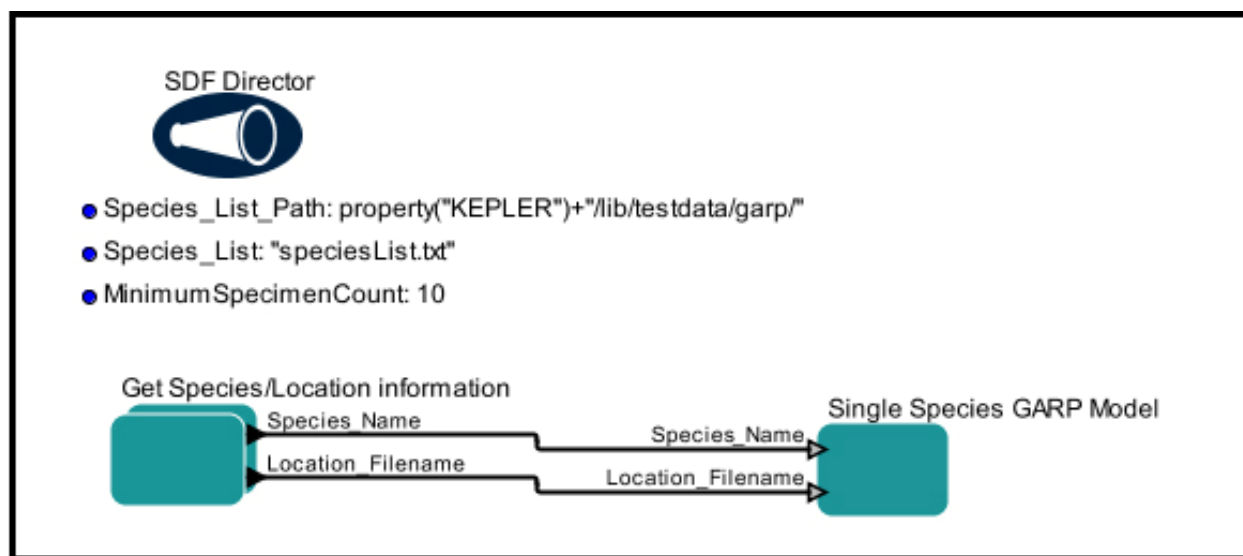 SDF Director
Species_List_Path: property("KEPLER")+"/lib/testdata/garp/"
Species_List: "speciesList.txt"
MinimumSpecimenCount: 10
Get Species/Location information
Species_Name
Location_Filename
Single Species GARP Model
Species_Name
Location_Filename